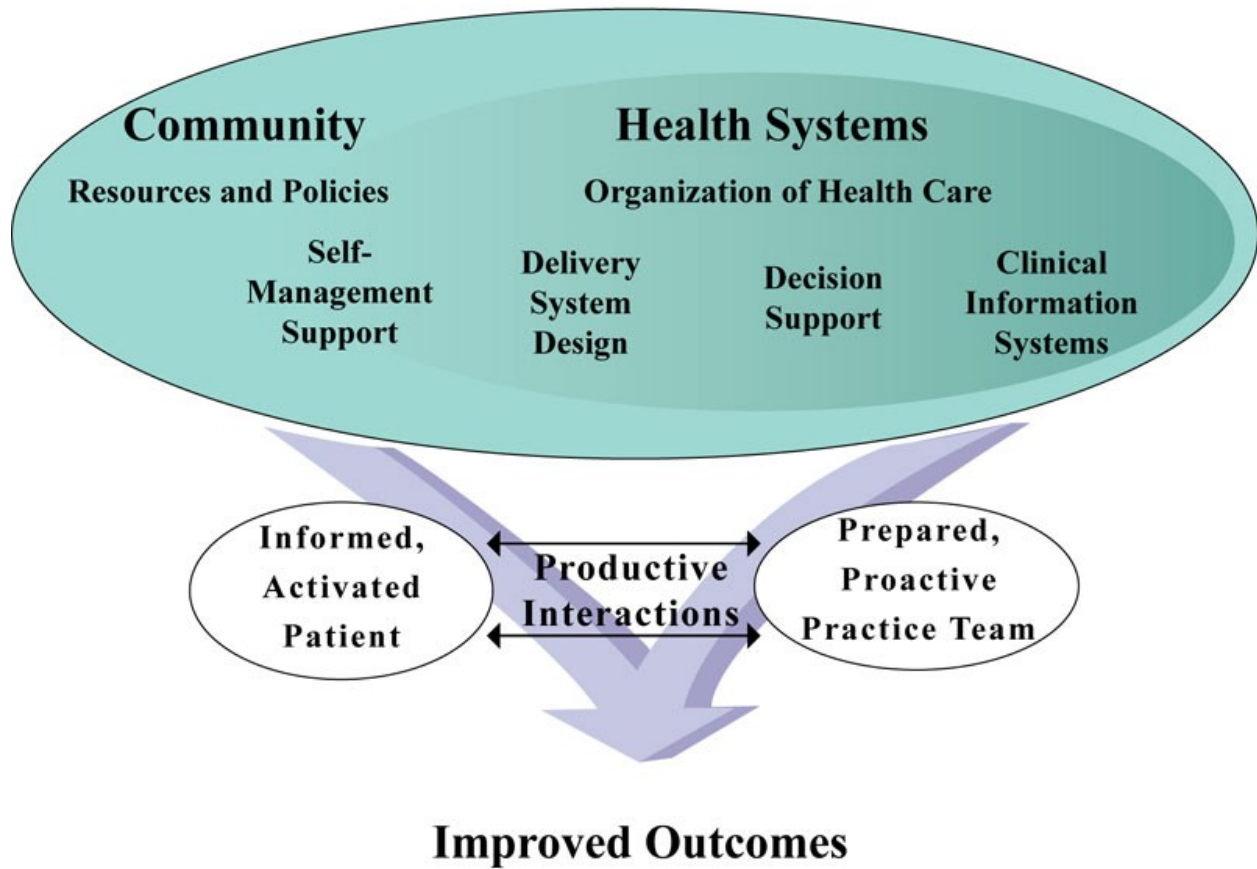 Community
Resources and Policies
Health Systems
Organization of Health Care
Self-
Management
Support
Delivery
System
Design
Decision
Support
Clinical
Information
Systems
Informed,
Activated
Patient
Productive
Interactions
Prepared,
Proactive
Practice Team
Improved Outcomes